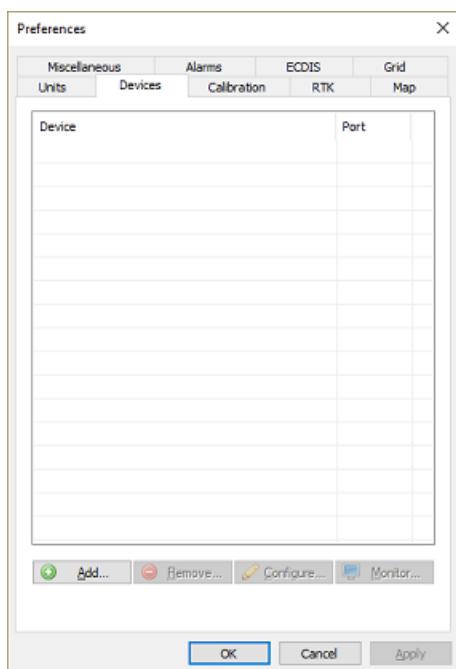 Preferences
Miscellaneous Alarms ECDIS Grid
Units Devices Calibration RTK Map
Device Port
Add... Remove... Configure... Monitor...
OK Cancel Apply